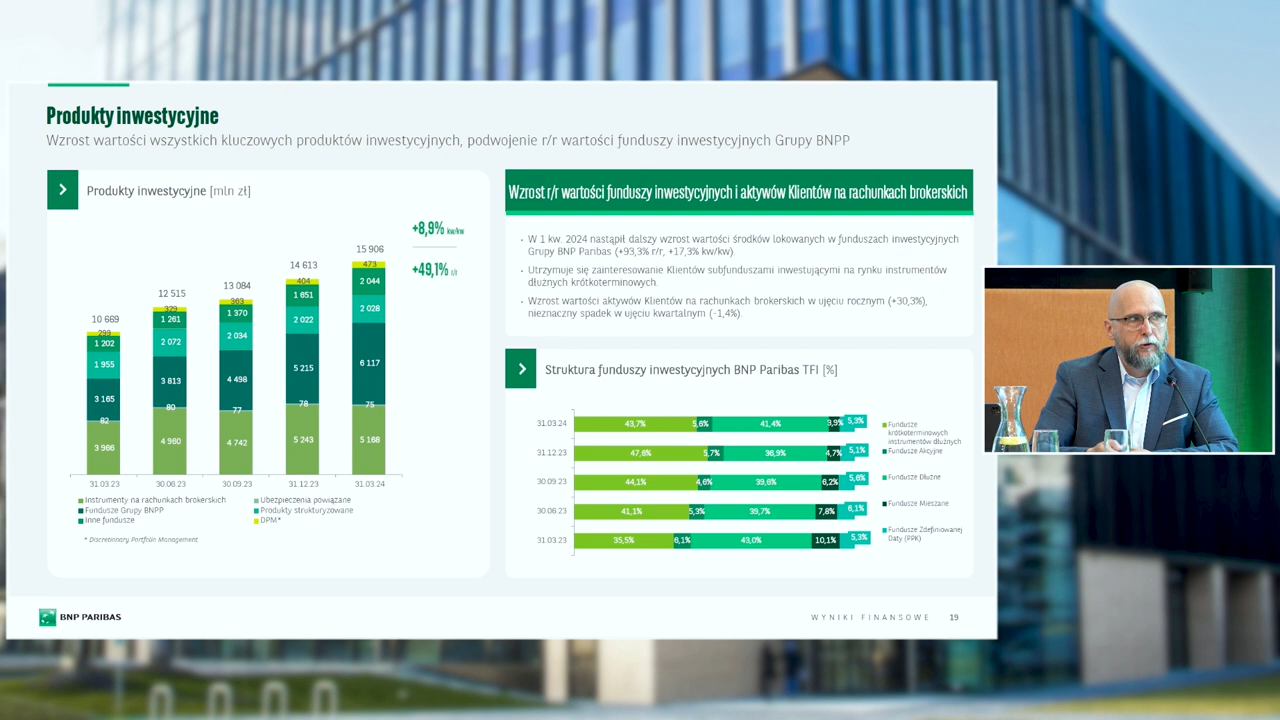 Produkty inwestycyjne
Wzrost wartości wszystkich kluczowych produktów inwestycyjnych, podwojenie r/r wartości funduszy inwestycyjnych Grupy BNPP
Produkty inwestycyjne [mln zł]
+8,9% kw/kw
+49,1% r/r
10 669
299
1 202
1 955
3 165
82
3 966
12 515
329
1 261
2 072
3 813
80
4 960
13 084
363
1 370
2 034
4 498
77
4 742
14 613
404
1 651
2 022
5 215
78
5 243
15 906
473
2 044
2 028
6 117
75
5 168
31 03 23
30 06 23
30 09 23
31 12 23
31 03 24
Instrumenty na rachunkach brokerskich
Ubezpieczenia powiązane
Fundusze Grupy BNPP
Produkty strukturyzowane
Inne fundusze
DPM*
* Discretionary Portfolio Management
Wzrost r/r wartości funduszy inwestycyjnych i aktywów Klientów na rachunkach brokerskich
• W 1 kw. 2024 nastąpił dalszy wzrost wartości środków lokowanych w funduszach inwestycyjnych
Grupy BNP Paribas (+93,3% r/r, +17,3% kw/kw).
• Utrzymuje się zainteresowanie Klientów subfunduszami inwestującymi na rynku instrumentów
dłużnych krótkoterminowych.
• Wzrost wartości aktywów Klientów na rachunkach brokerskich w ujęciu rocznym (+30,3%),
nieznaczny spadek w ujęciu kwartalnym (-1,4%).
Struktura funduszy inwestycyjnych BNP Paribas TFI [%]
31.03.24 43,7% 5,6% 41,4% 3,9% 5,3%
31.12.23 47,6% 5,7% 36,9% 4,7% 5,1%
30.09.23 44,1% 4,6% 39,6% 6,2% 5,6%
30.06.23 41,1% 5,3% 39,7% 7,8% 6,1%
31.03.23 35,5% 6,1% 43,0% 10,1% 5,3%
Fundusze
krótkoterminowych
instrumentów dłużnych
Fundusze Akcyjne
Fundusze Dłużne
Fundusze Mieszane
Fundusze Zdefiniowanej
Daty (PPK)
BNP PARIBAS
WYNIKI FINANSOWE 19